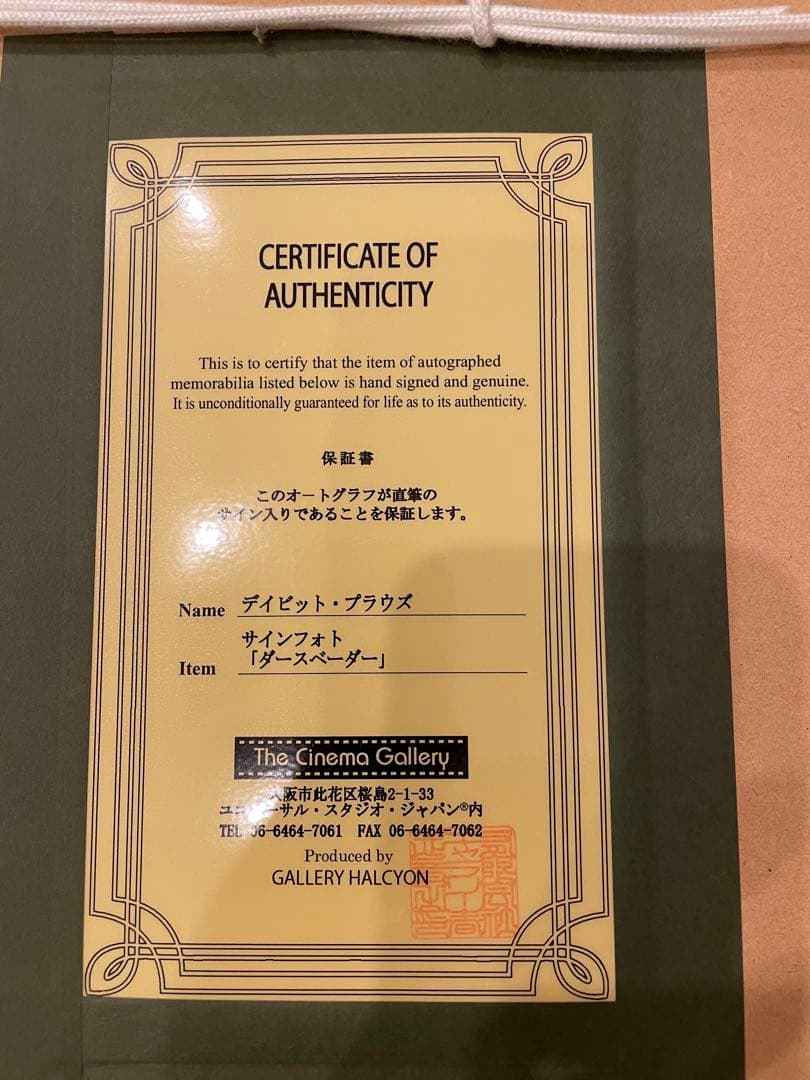 CERTIFICATE OF
AUTHENTICITY
This is to certify that the item of autographed
memorabilia listed below is hand signed and genuine.
It is unconditionally guaranteed for life as to its authenticity.
保証書
このオートグラフが直筆の
サイン入りであることを保証します。
Name デイビット・プラウズ
サインフォト
Item 「ダースベーダー」
The Cinema Gallery
大阪市此花区桜島2-1-33
ユニバーサル・スタジオ・ジャパン®内
TEL 06-6464-7061 FAX 06-6464-7062
Produced by
GALLERY HALCYON